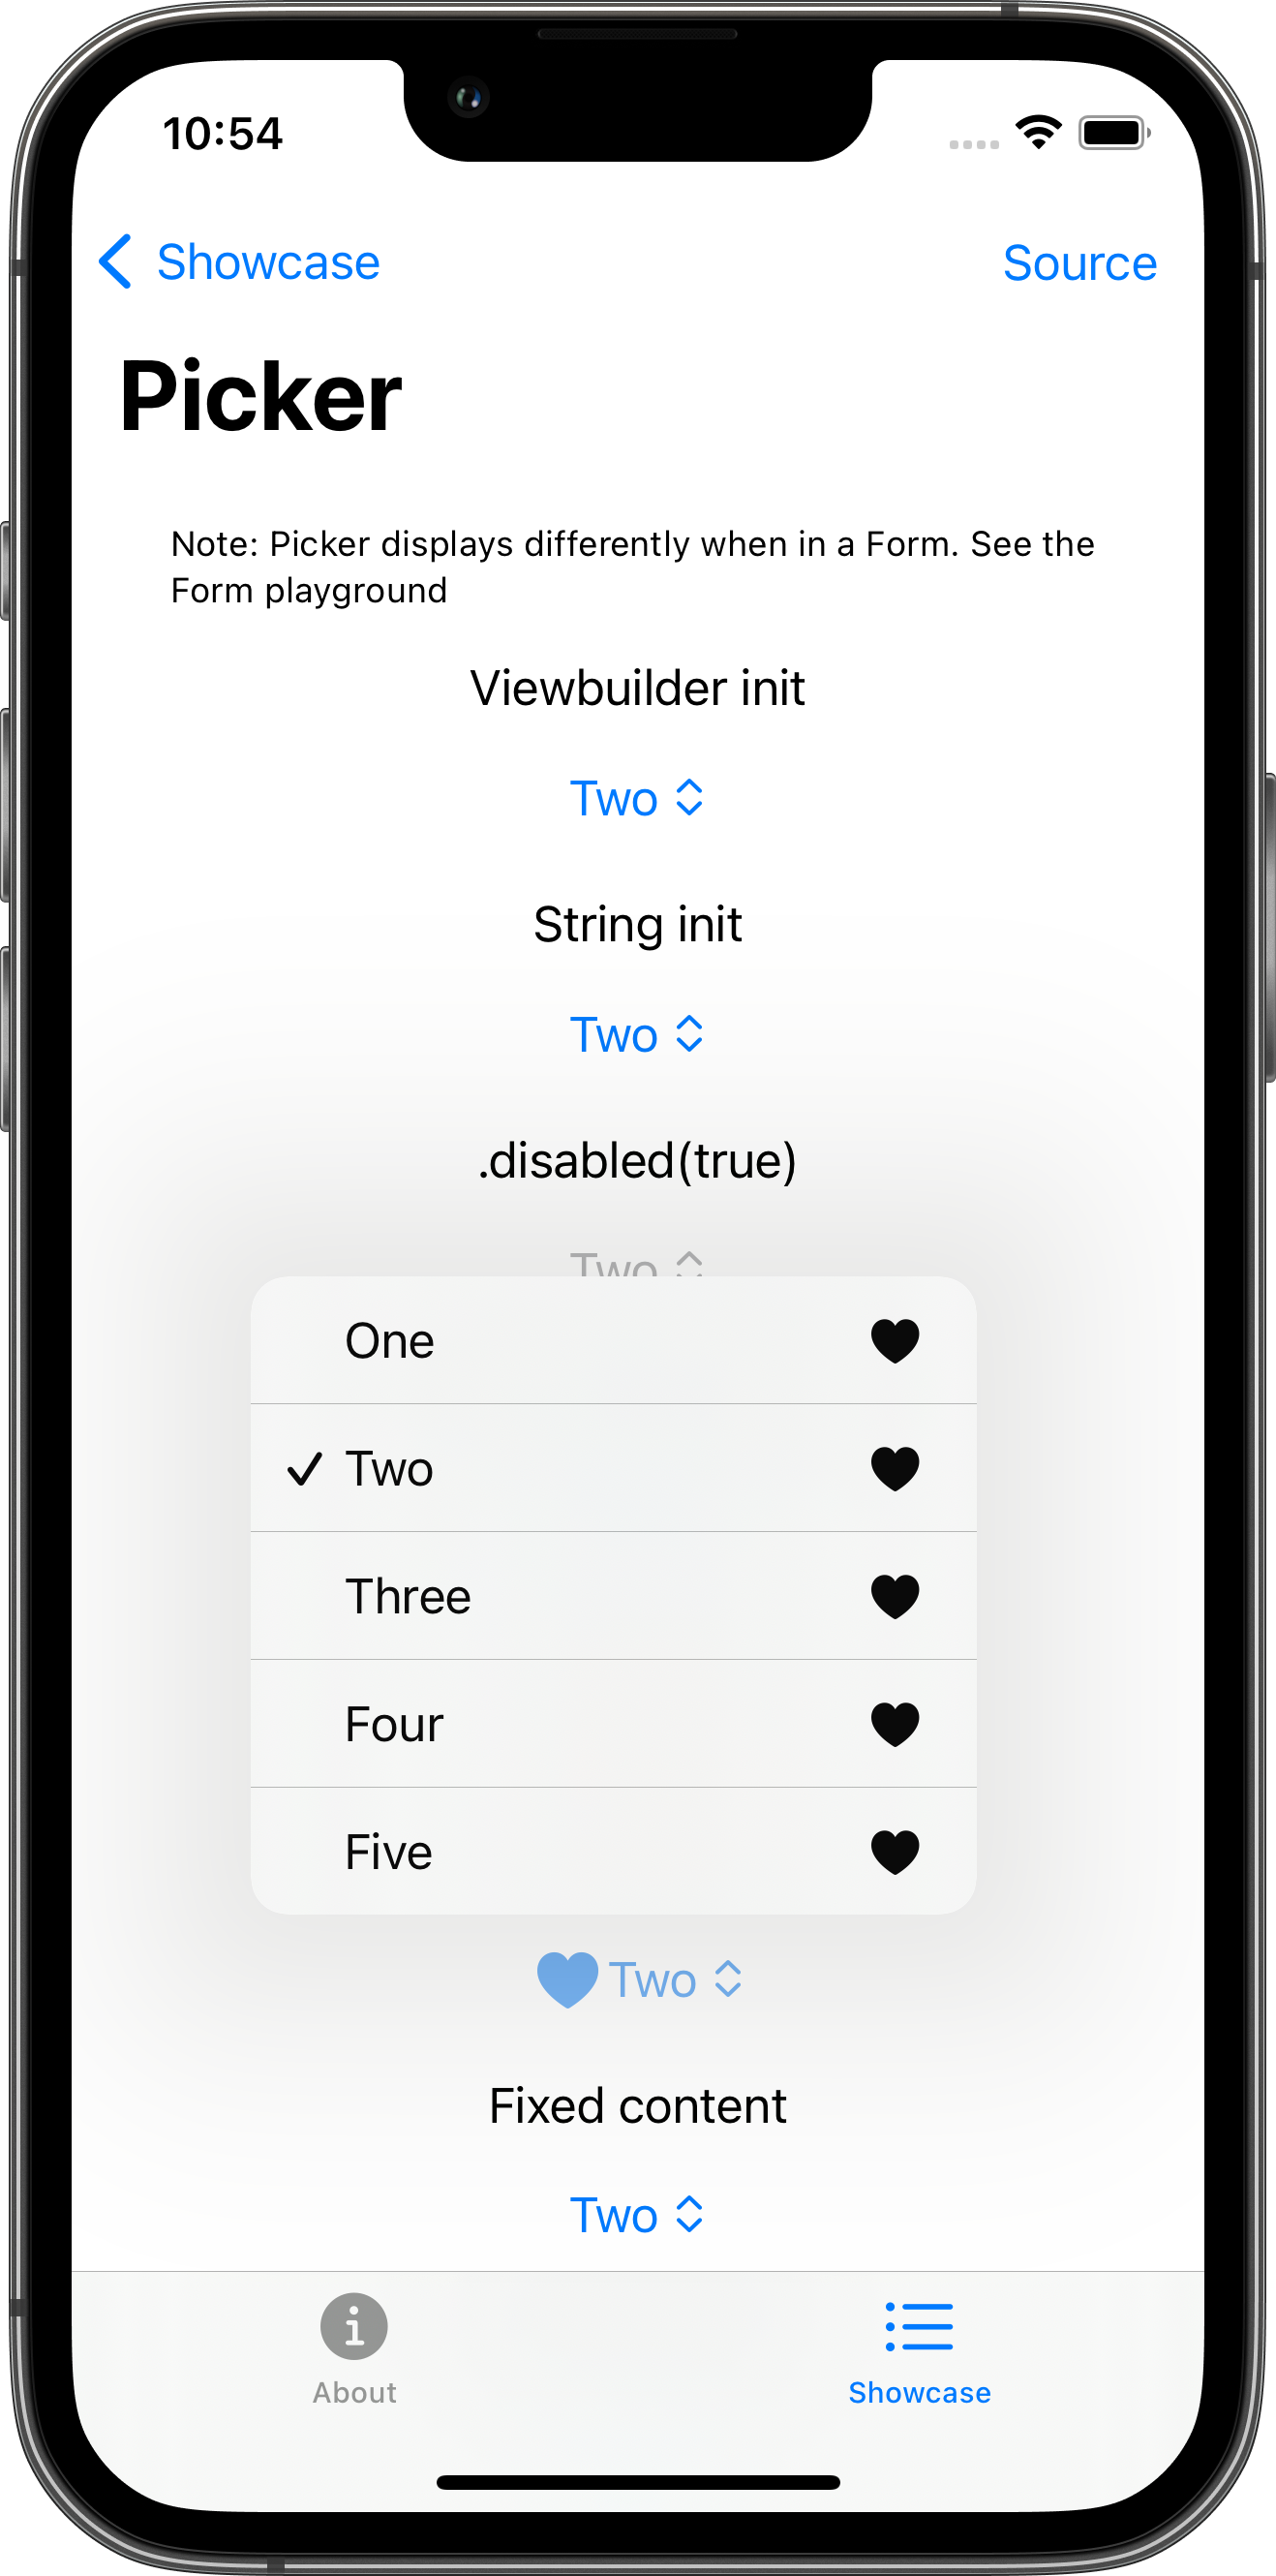 10:54
Showcase
Source
Picker
Note: Picker displays differently when in a Form. See the
Form playground
Viewbuilder init
Two
String init
Two
.disabled(true)
Two
One
Two
Three
Four
Five
Two
Fixed content
Two
About
Showcase